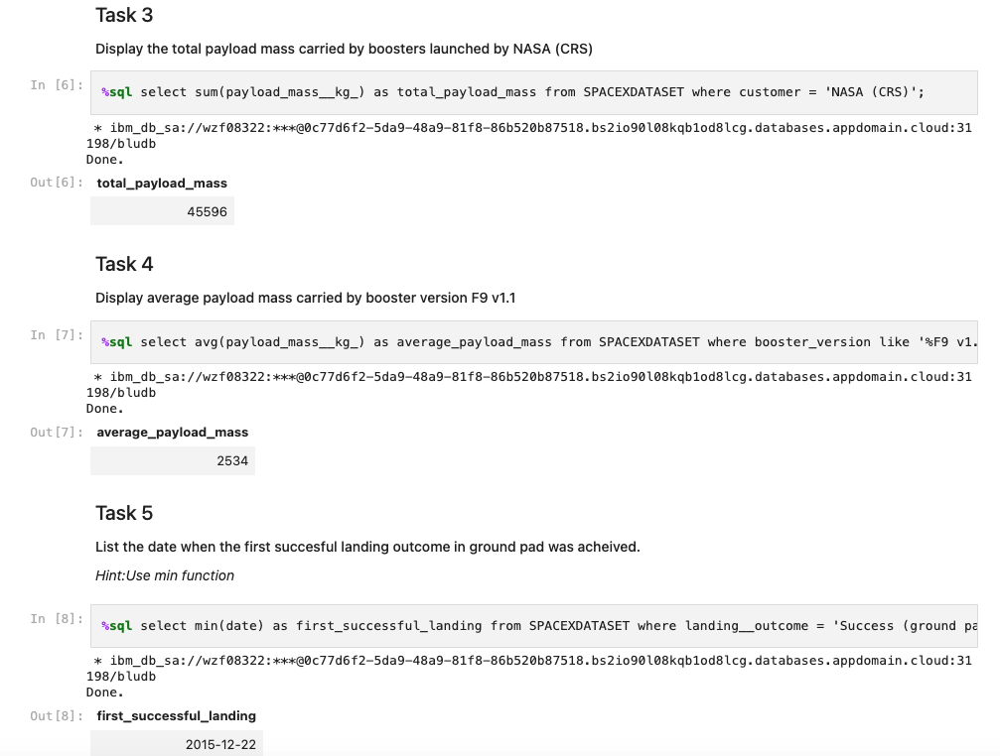 Task 3
Display the total payload mass carried by boosters launched by NASA (CRS)
In [6]: %sql select sum(payload_mass__kg_) as total_payload_mass from SPACEXDATASET where customer = 'NASA (CRS)';
* ibm_db_sa://wzf08322:***@0c77d6f2-5da9-48a9-81f8-86b520b87518.bs2io90l08kqb1od8lcg.databases.appdomain.cloud:31
198/bludb
Done.
Out[6]: total_payload_mass
45596
Task 4
Display average payload mass carried by booster version F9 v1.1
In [7]: %sql select avg(payload_mass__kg_) as average_payload_mass from SPACEXDATASET where booster_version like '%F9 v1.
* ibm_db_sa://wzf08322:***@0c77d6f2-5da9-48a9-81f8-86b520b87518.bs2io90l08kqb1od8lcg.databases.appdomain.cloud:31
198/bludb
Done.
Out[7]: average_payload_mass
2534
Task 5
List the date when the first succesful landing outcome in ground pad was acheived.
Hint:Use min function
In [8]: %sql select min(date) as first_successful_landing from SPACEXDATASET where landing__outcome = 'Success (ground pa
* ibm_db_sa://wzf08322:***@0c77d6f2-5da9-48a9-81f8-86b520b87518.bs2io90l08kqb1od8lcg.databases.appdomain.cloud:31
198/bludb
Done.
Out[8]: first_successful_landing
2015-12-22